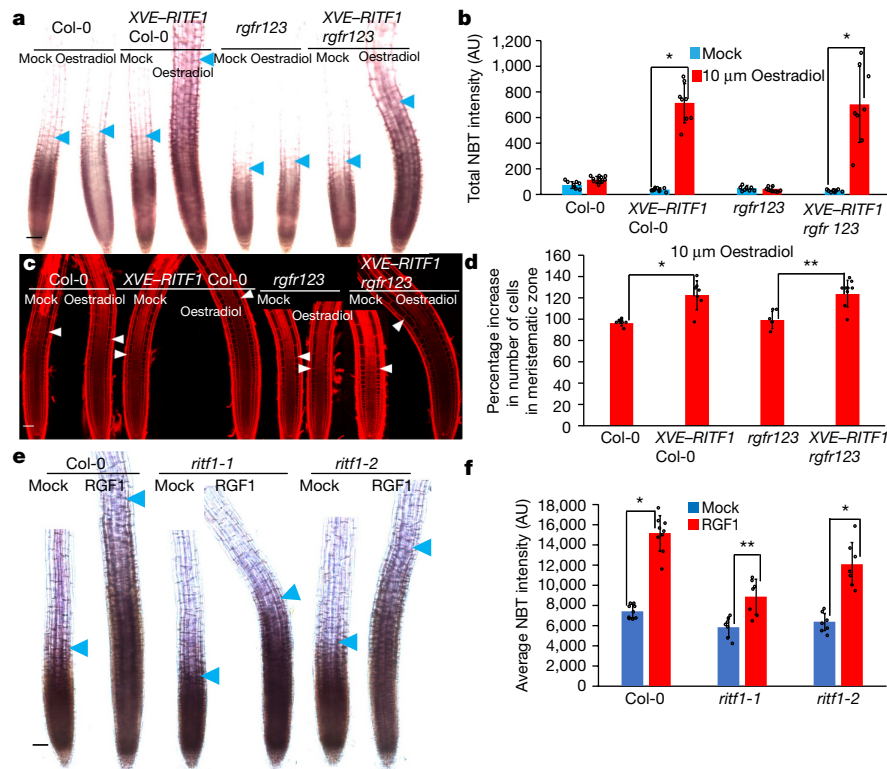 a
Col-0
XVE–RITF1
Col-0
rgfr123
XVE–RITF1
rgfr123
Mock Oestradiol
Mock
Oestradiol
Mock Oestradiol
Mock
Oestradiol
b
Total NBT intensity (AU)
1,200
1,000
800
600
400
200
0
Mock
10 μm Oestradiol
*
*
Col-0
XVE–RITF1
Col-0
rgfr123
XVE–RITF1
rgfr 123
c
Col-0
XVE–RITF1 Col-0
rgfr123
XVE–RITF1
rgfr123
Mock Oestradiol
Mock
Oestradiol
Mock Oestradiol
Mock
Oestradiol
d
10 μm Oestradiol
Percentage increase
in number of cells
in meristematic zone
160
140
120
100
80
60
40
20
0
*
**
Col-0
XVE–RITF1
Col-0
rgfr123
XVE–RITF1
rgfr123
e
Col-0
ritf1-1
ritf1-2
Mock RGF1
Mock RGF1
Mock RGF1
f
Average NBT intensity (AU)
18,000
16,000
14,000
12,000
10,000
8,000
6,000
4,000
2,000
0
Mock
RGF1
*
**
*
Col-0
ritf1-1
ritf1-2